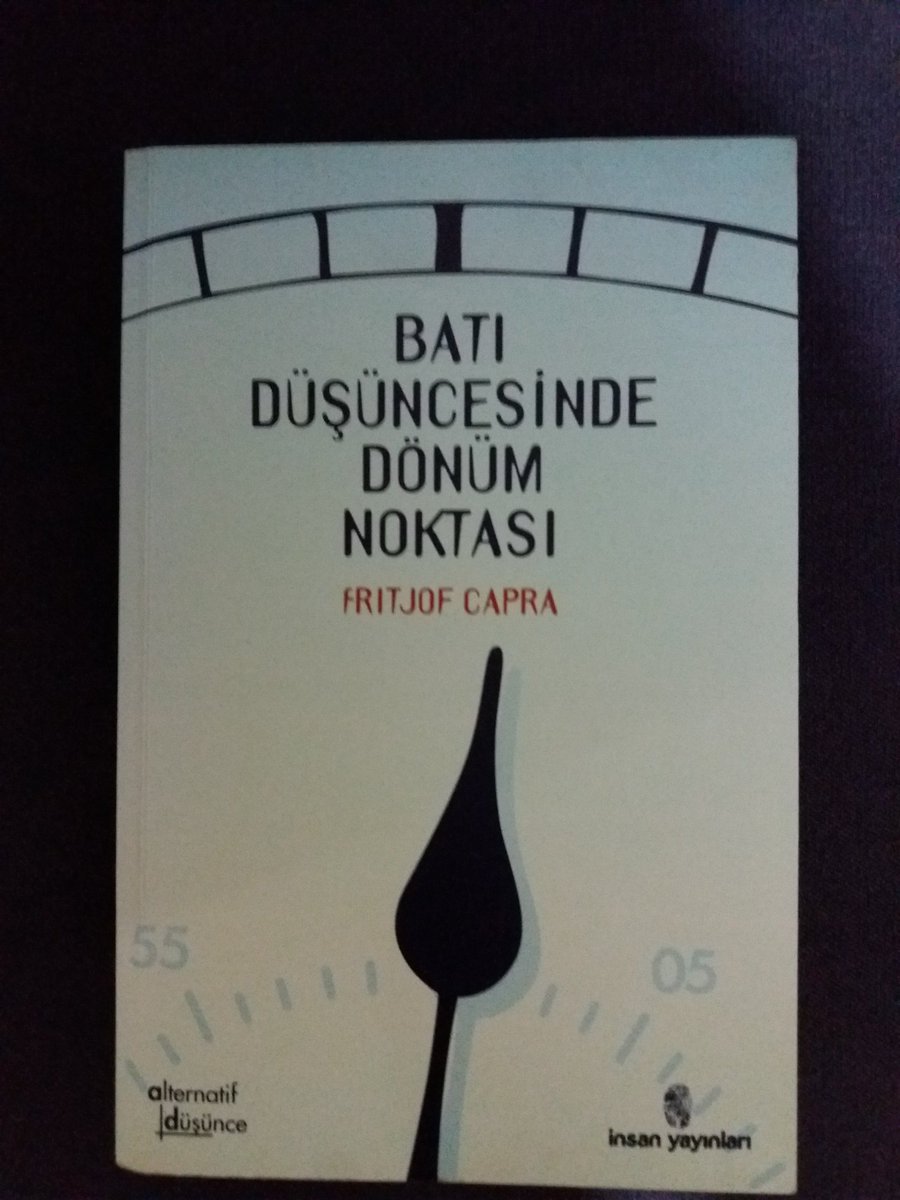 BATI
DÜŞÜNCESİNDE
DÖNÜM
NOKTASI
FRITJOF CAPRA
55
05
alternatif
düşünce
insan yayınları